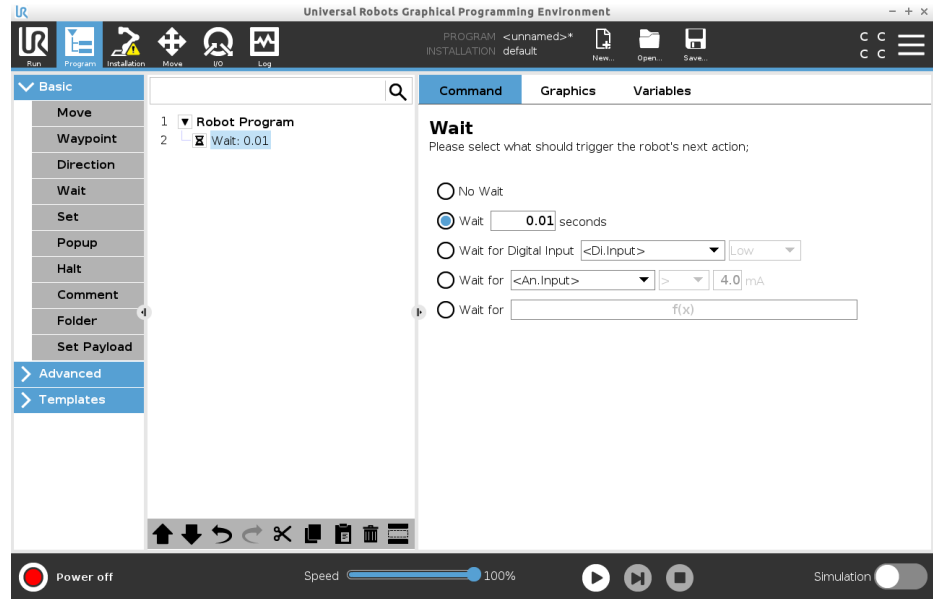 Universal Robots Graphical Programming Environment
UR
Run
Program
Installation
Move
I/O
Log
PROGRAM <unnamed>*
INSTALLATION default
New...
Open...
Save...
C C
C C
Basic
Move
Waypoint
Direction
Wait
Set
Popup
Halt
Comment
Folder
Set Payload
Advanced
Templates
1 Robot Program
2 Wait: 0.01
Command Graphics Variables
Wait
Please select what should trigger the robot's next action;
No Wait
Wait 0.01 seconds
Wait for Digital Input <DI.Input> Low
Wait for <An.Input> > 4.0 mA
Wait for f(x)
Power off
Speed 100%
Simulation